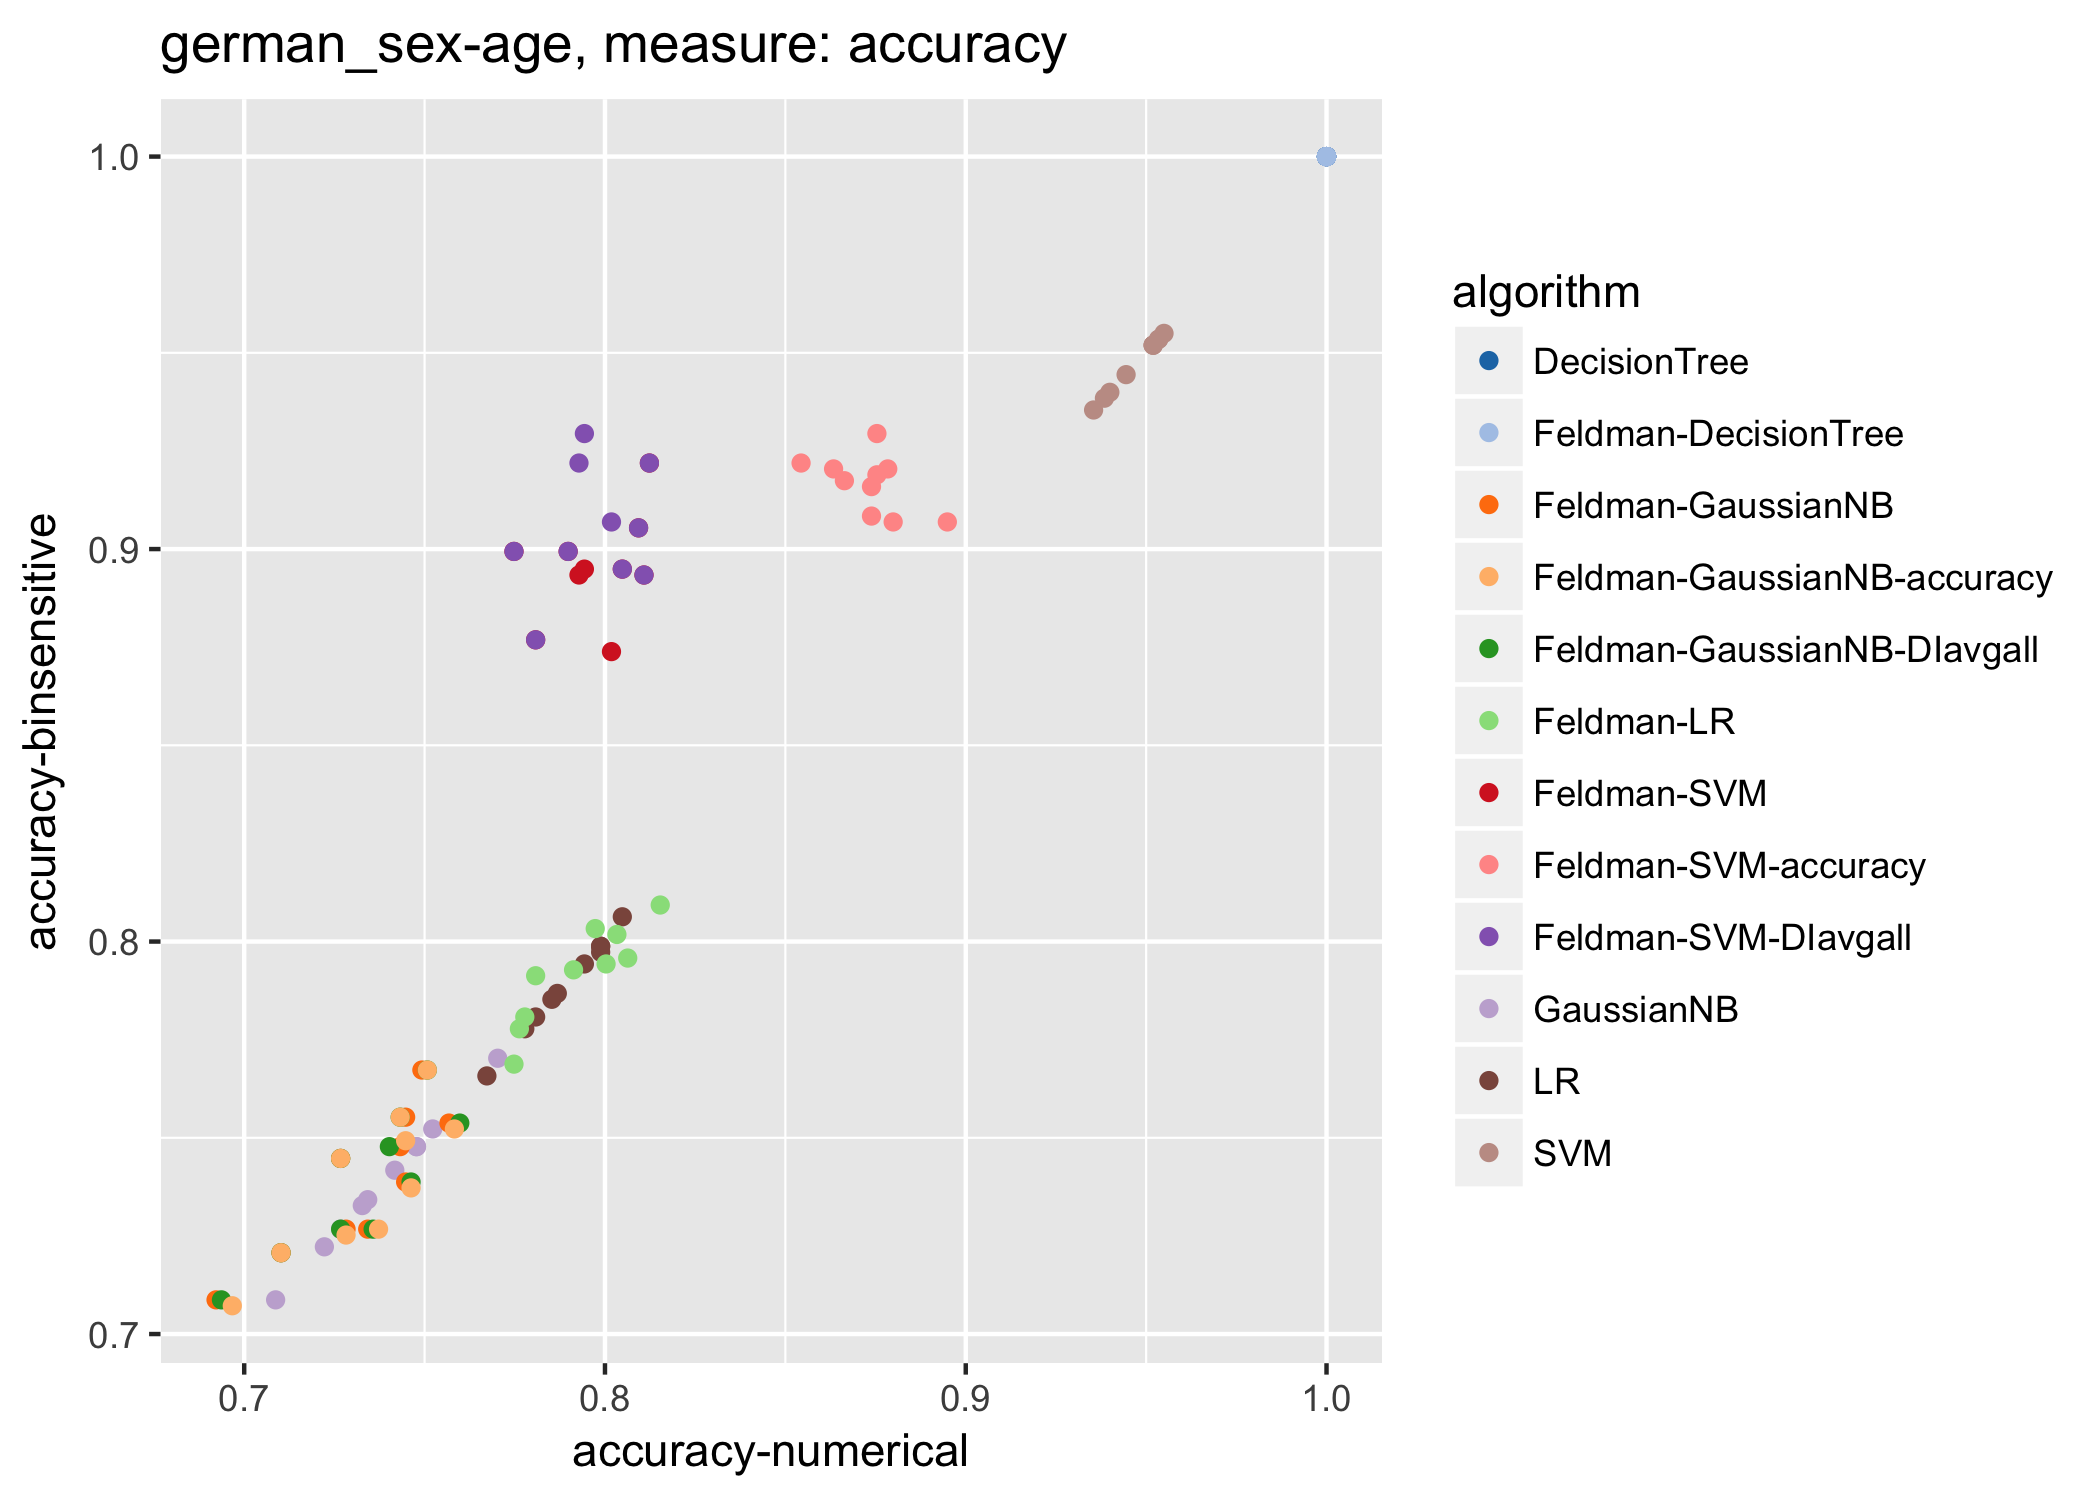 german_sex-age, measure: accuracy
1.0
0.9
0.8
0.7
accuracy-binsensitive
0.7
0.8
0.9
1.0
accuracy-numerical
algorithm
DecisionTree
Feldman-DecisionTree
Feldman-GaussianNB
Feldman-GaussianNB-accuracy
Feldman-GaussianNB-DIavgall
Feldman-LR
Feldman-SVM
Feldman-SVM-accuracy
Feldman-SVM-DIavgall
GaussianNB
LR
SVM